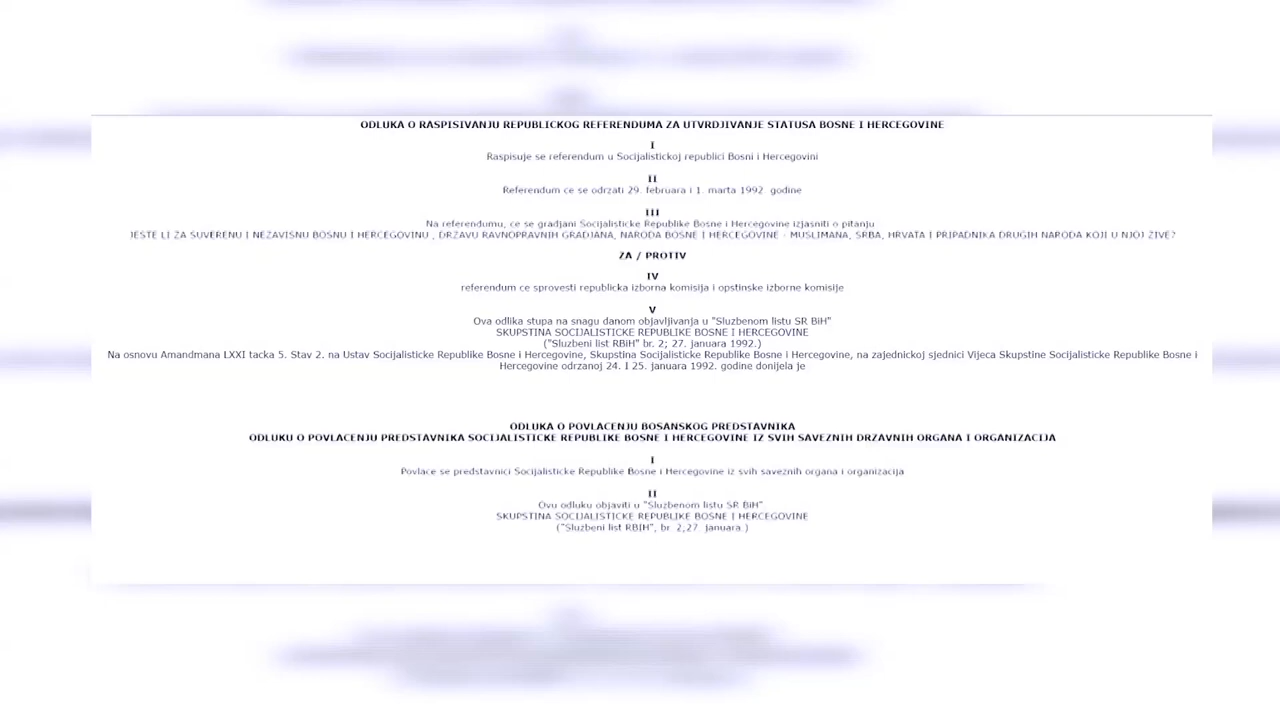 ODLUKA O RASPISIVANJU REPUBLICKOG REFERENDUMA ZA UTVRDJIVANJE STATUSA BOSNE I HERCEGOVINE
I
Raspisuje se referendum u Socijalistickoj republici Bosni i Hercegovini
II
Referendum ce se odrzati 29. februara i 1. marta 1992. godine
III
Na referendumu, ce se gradjani Socijalisticke Republike Bosne i Hercegovine izjasniti o pitanju
JESTE LI ZA SUVERENU I NEZAVISNU BOSNU I HERCEGOVINU , DRZAVU RAVNOPRAVNIH GRADJANA, NARODA BOSNE I HERCEGOVINE - MUSLIMANA, SRBA, HRVATA I PRIPADNIKA DRUGIH NARODA KOJI U NJOJ ZIVE?
ZA / PROTIV
IV
referendum ce sprovesti republicka izborna komisija i opstinske izborne komisije
V
Ova odlika stupa na snagu danom objavljivanja u "Sluzbenom listu SR BiH"
SKUPSTINA SOCIJALISTICKE REPUBLIKE BOSNE I HERCEGOVINE
("Sluzbeni list RBiH" br. 2; 27. januara 1992.)
Na osnovu Amandmana LXXI tacka 5. Stav 2. na Ustav Socijalisticke Republike Bosne i Hercegovine, Skupstina Socijalisticke Republike Bosne i Hercegovine, na zajednickoj sjednici Vijeca Skupstine Socijalisticke Republike Bosne i
Hercegovine odrzanoj 24. I 25. januara 1992. godine donijela je
ODLUKA O POVLACENJU BOSANSKOG PREDSTAVNIKA
ODLUKU O POVLACENJU PREDSTAVNIKA SOCIJALISTICKE REPUBLIKE BOSNE I HERCEGOVINE IZ SVIH SAVEZNIH DRZAVNIH ORGANA I ORGANIZACIJA
I
Povlace se predstavnici Socijalisticke Republike Bosne i Hercegovine iz svih saveznih organa i organizacija
II
Ovu odluku objaviti u "Sluzbenom listu SR BiH"
SKUPSTINA SOCIJALISTICKE REPUBLIKE BOSNE I HERCEGOVINE
("Sluzbeni list RBIH", br. 2,27. januara.)